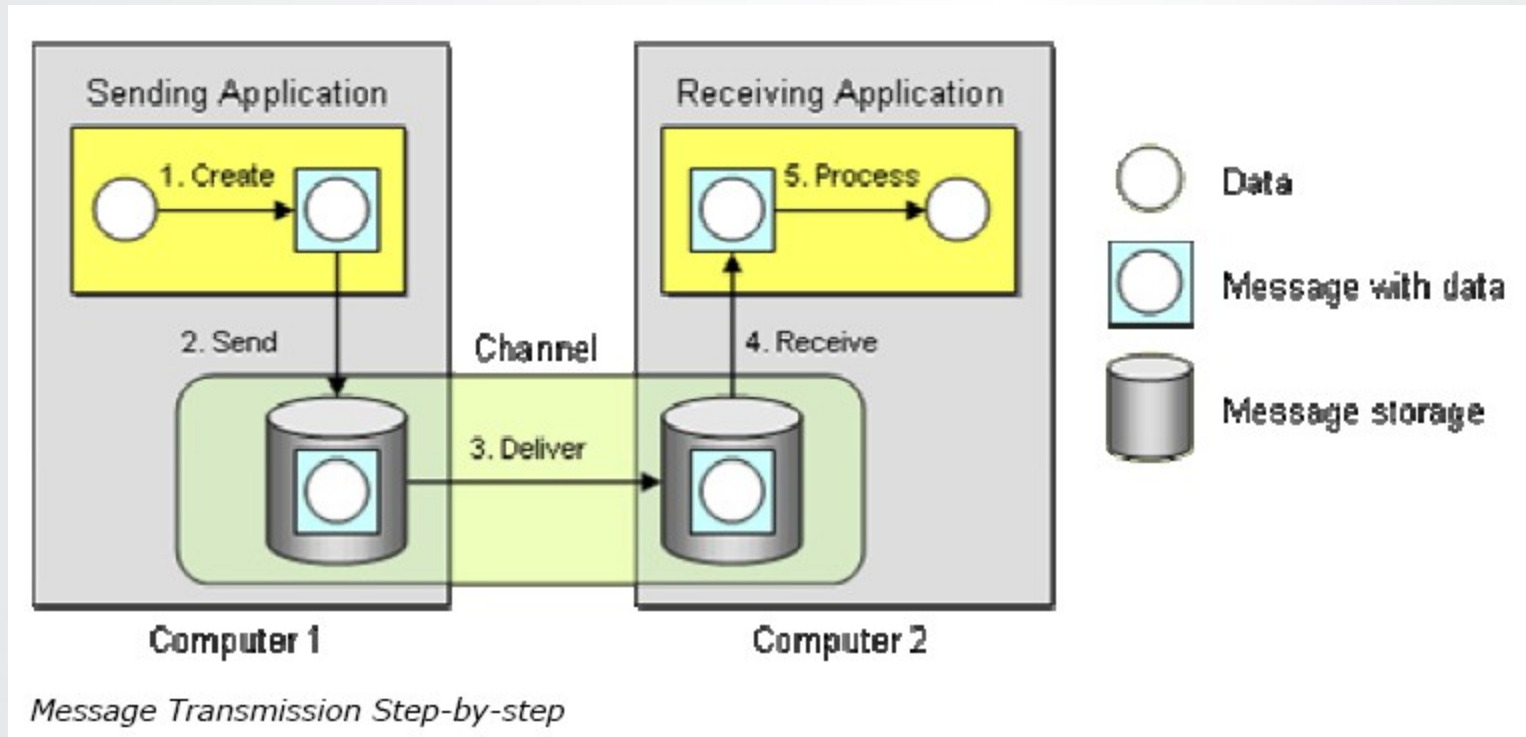 Sending Application
1. Create
2. Send
Channel
3. Deliver
Receiving Application
5. Process
4. Receive
Computer 1
Computer 2
Data
Message with data
Message storage
Message Transmission Step-by-step